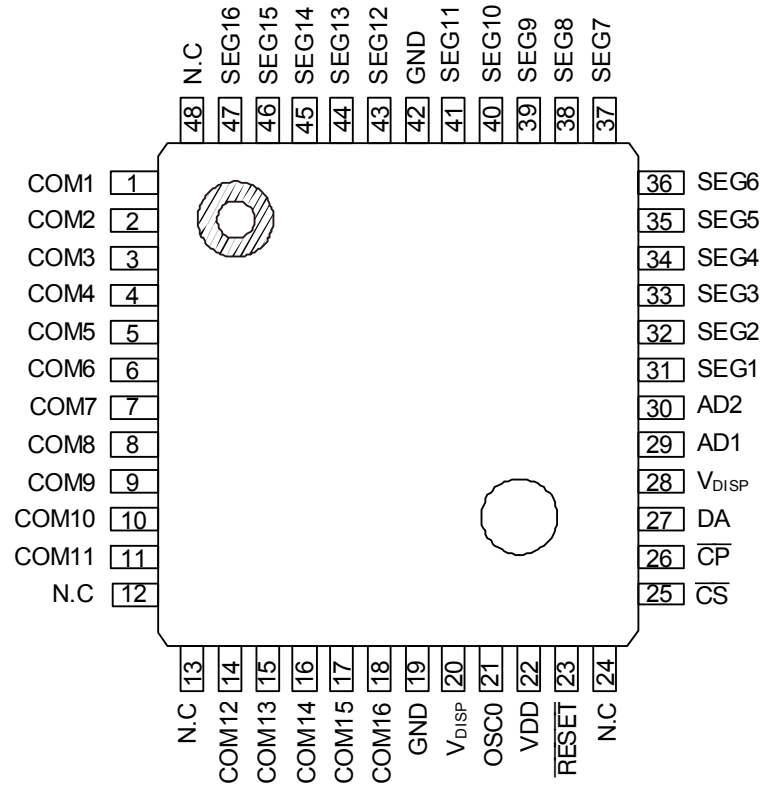 N.C SEG16 SEG15 SEG14 SEG13 SEG12 GND SEG11 SEG10 SEG9 SEG8 SEG7
48 47 46 45 44 43 42 41 40 39 38 37
COM1 1 36 SEG6
COM2 2 35 SEG5
COM3 3 34 SEG4
COM4 4 33 SEG3
COM5 5 32 SEG2
COM6 6 31 SEG1
COM7 7 30 AD2
COM8 8 29 AD1
COM9 9 28 VDISP
COM10 10 27 DA
COM11 11 26 C̅P̅
N.C 12 25 C̅S̅
13 14 15 16 17 18 19 20 21 22 23 24
N.C COM12 COM13 COM14 COM15 COM16 GND VDISP OSC0 VDD R̅E̅S̅E̅T̅ N.C